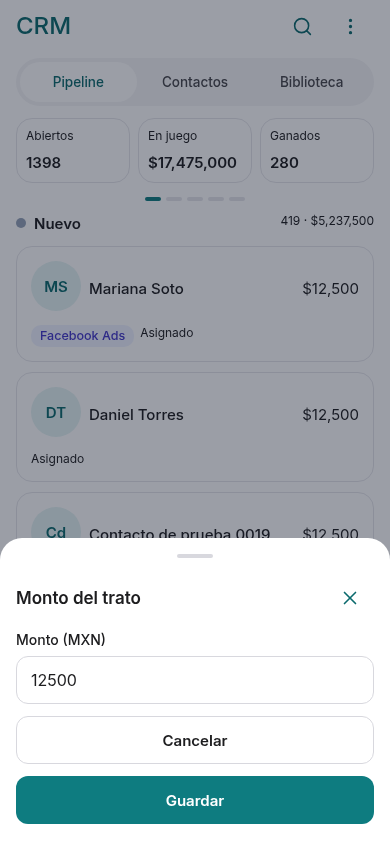 CRM
Pipeline
Contactos
Biblioteca
Abiertos
1398
En juego
$17,475,000
Ganados
280
Nuevo
419 · $5,237,500
MS
Mariana Soto
$12,500
Facebook Ads
Asignado
DT
Daniel Torres
$12,500
Asignado
Cd
Contacto de prueba 0019
$12,500
Monto del trato
Monto (MXN)
12500
Cancelar
Guardar